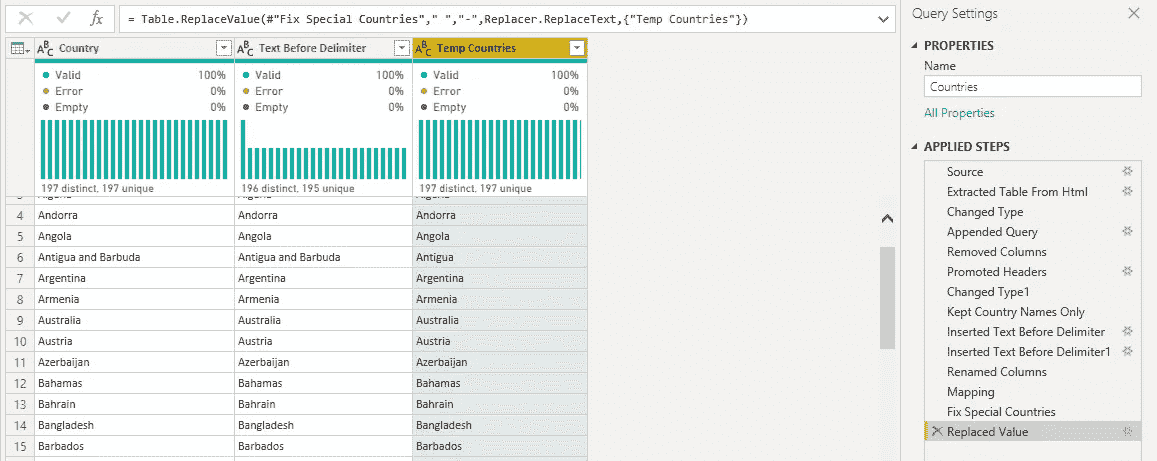 fx = Table.ReplaceValue(#"Fix Special Countries"," ","-",Replacer.ReplaceText,{"Temp Countries"})
ABC Country ABC Text Before Delimiter ABC Temp Countries
Valid 100% Valid 100% Valid 100%
Error 0% Error 0% Error 0%
Empty 0% Empty 0% Empty 0%
197 distinct, 197 unique 196 distinct, 195 unique 197 distinct, 197 unique
4 Andorra Andorra Andorra
5 Angola Angola Angola
6 Antigua and Barbuda Antigua and Barbuda Antigua
7 Argentina Argentina Argentina
8 Armenia Armenia Armenia
9 Australia Australia Australia
10 Austria Austria Austria
11 Azerbaijan Azerbaijan Azerbaijan
12 Bahamas Bahamas Bahamas
13 Bahrain Bahrain Bahrain
14 Bangladesh Bangladesh Bangladesh
15 Barbados Barbados Barbados
Query Settings
PROPERTIES
Name
Countries
All Properties
APPLIED STEPS
Source
Extracted Table From Html
Changed Type
Appended Query
Removed Columns
Promoted Headers
Changed Type1
Kept Country Names Only
Inserted Text Before Delimiter
Inserted Text Before Delimiter1
Renamed Columns
Mapping
Fix Special Countries
Replaced Value